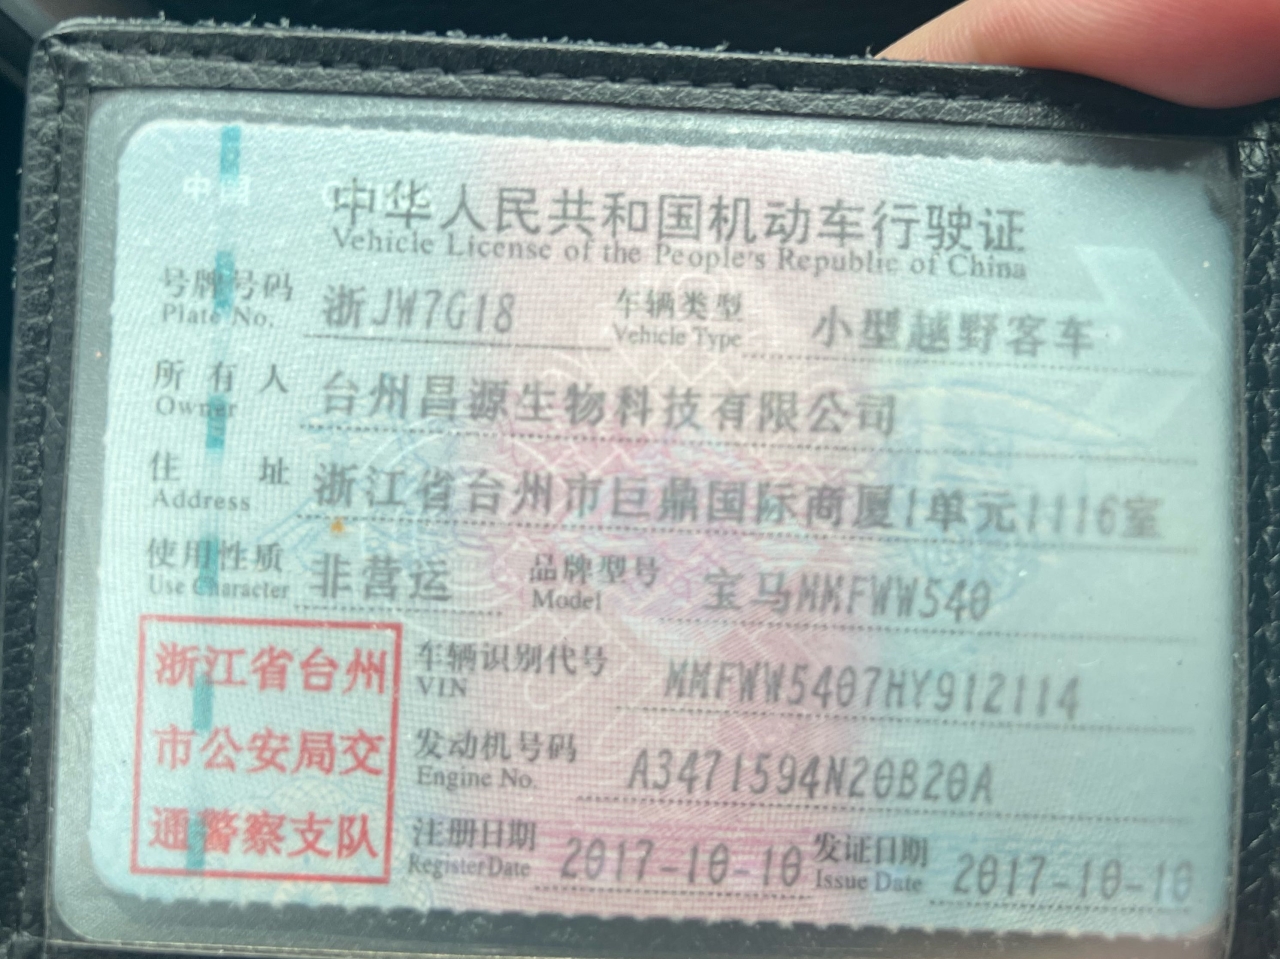 中国
中华人民共和国机动车行驶证
Vehicle License of the People's Republic of China
号牌号码 浙JW7G18 车辆类型 小型越野客车
Plate No. Vehicle Type
所有人 台州昌源生物科技有限公司
Owner
住址 浙江省台州市巨鼎国际商厦1单元1116室
Address
使用性质 非营运 品牌型号 宝马MMFWW540
Use Character Model
浙江省台州
市公安局交
通警察支队
车辆识别代号 MMFWW5407HY912114
VIN
发动机号码 A3471594N20B20A
Engine No.
注册日期 2017-10-10 发证日期 2017-10-10
Register Date Issue Date